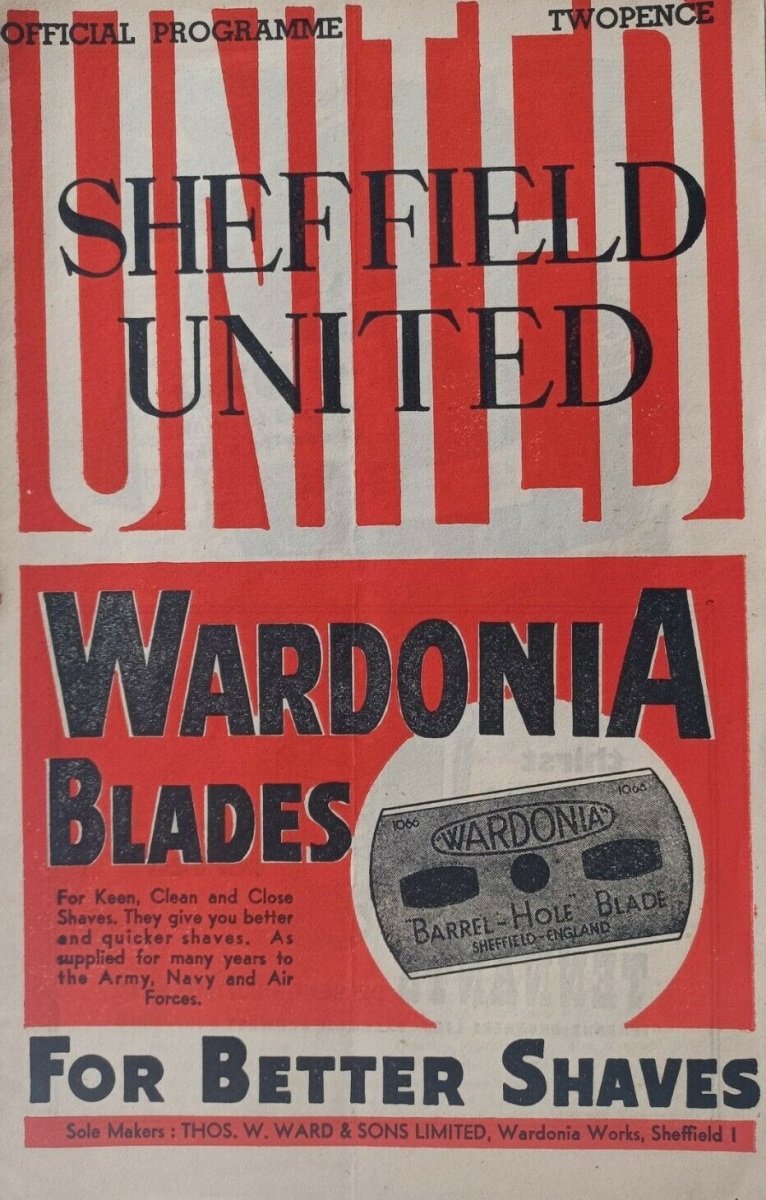 OFFICIAL PROGRAMME TWOPENCE
UNITED
SHEFFIELD
UNITED
WARDONIA
BLADES
1066 1066
"WARDONIA"
"BARREL-HOLE" BLADE
SHEFFIELD-ENGLAND
For Keen, Clean and Close
Shaves. They give you better
and quicker shaves. As
supplied for many years to
the Army, Navy and Air
Forces.
FOR BETTER SHAVES
Sole Makers : THOS. W. WARD & SONS LIMITED, Wardonia Works, Sheffield 1